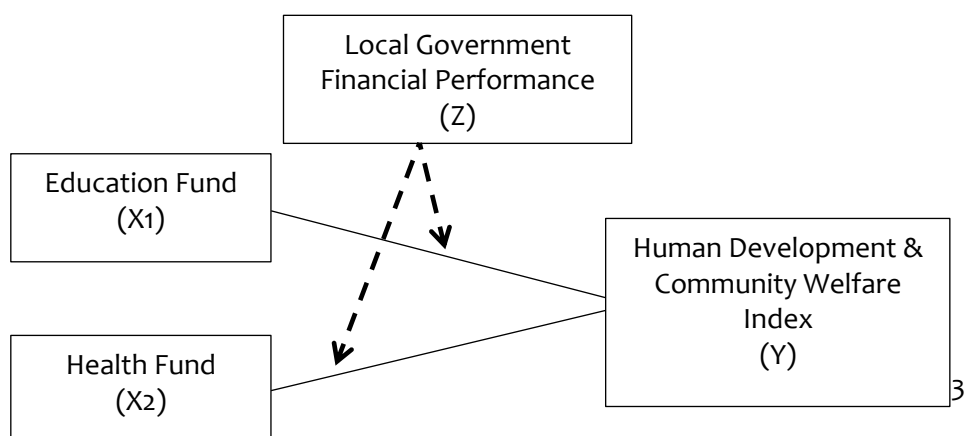 Local Government
Financial Performance
(Z)
Education Fund
(X1)
Human Development &
Community Welfare
Index
(Y)
Health Fund
(X2)
3